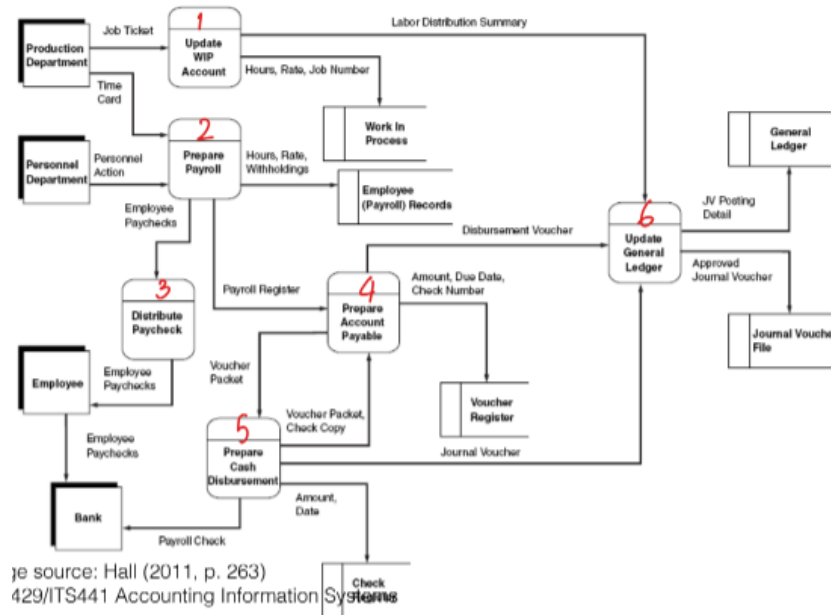 Labor Distribution Summary
Job Ticket
1
Production
Department
Update
WIP
Account
Hours, Rate, Job Number
Time
Card
Work In
Process
General
Ledger
2
Prepare
Payroll
Personnel
Department
Personnel
Action
Hours, Rate,
Withholdings
Employee
(Payroll) Records
Employee
Paychecks
Disbursement Voucher
6
Update
General
Ledger
JV Posting
Detail
Approved
Journal Voucher
3
Distribute
Paycheck
Payroll Register
4
Prepare
Account
Payable
Amount, Due Date,
Check Number
Journal Vouche
File
Employee
Employee
Paychecks
Voucher
Packet
Voucher
Register
5
Prepare
Cash
Disbursement
Voucher Packet,
Check Copy
Journal Voucher
Employee
Paychecks
Bank
Payroll Check
Amount,
Date
Check
Register
ge source: Hall (2011, p. 263)
429/ITS441 Accounting Information Systems